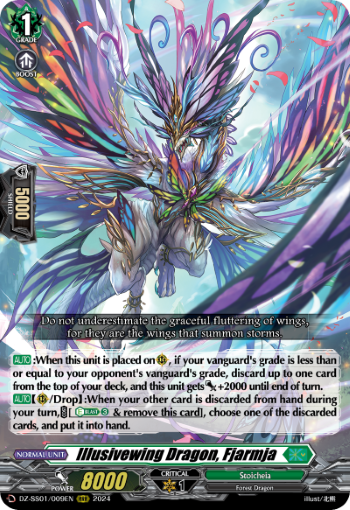 1
GRADE
BOOST
5000
SHIELD
Do not underestimate the graceful fluttering of wings,
for they are the wings that summon storms.
AUTO :When this unit is placed on , if your vanguard's grade is less than
or equal to your opponent's vanguard's grade, discard up to one card
from the top of your deck, and this unit gets +2000 until end of turn.
AUTO 【 /Drop】:When your other card is discarded from hand during
your turn, [ & remove this card], choose one of the discarded
cards, and put it into hand.
NORMAL UNIT
Illusivewing Dragon, Fjarmja
POWER 8000
CRITICAL
1
Stoicheia
Forest Dragon
DZ-SS01/009EN RRR 2024
illust/北熊